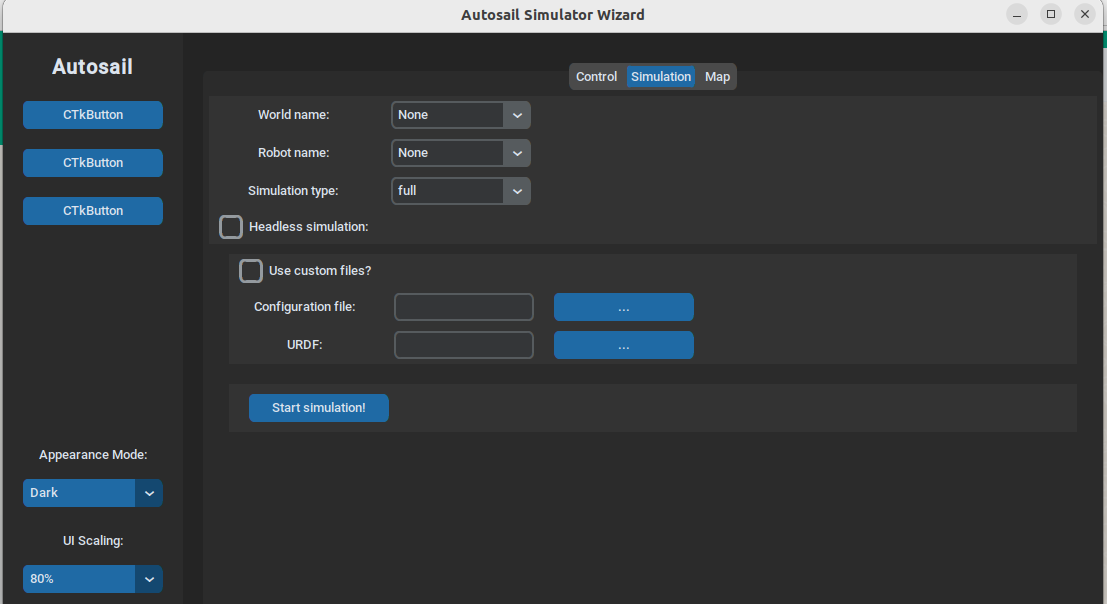 Autosail Simulator Wizard
Autosail
CTkButton
CTkButton
CTkButton
Appearance Mode:
Dark
UI Scaling:
80%
Control Simulation Map
World name: None
Robot name: None
Simulation type: full
Headless simulation:
Use custom files?
Configuration file: ...
URDF: ...
Start simulation!